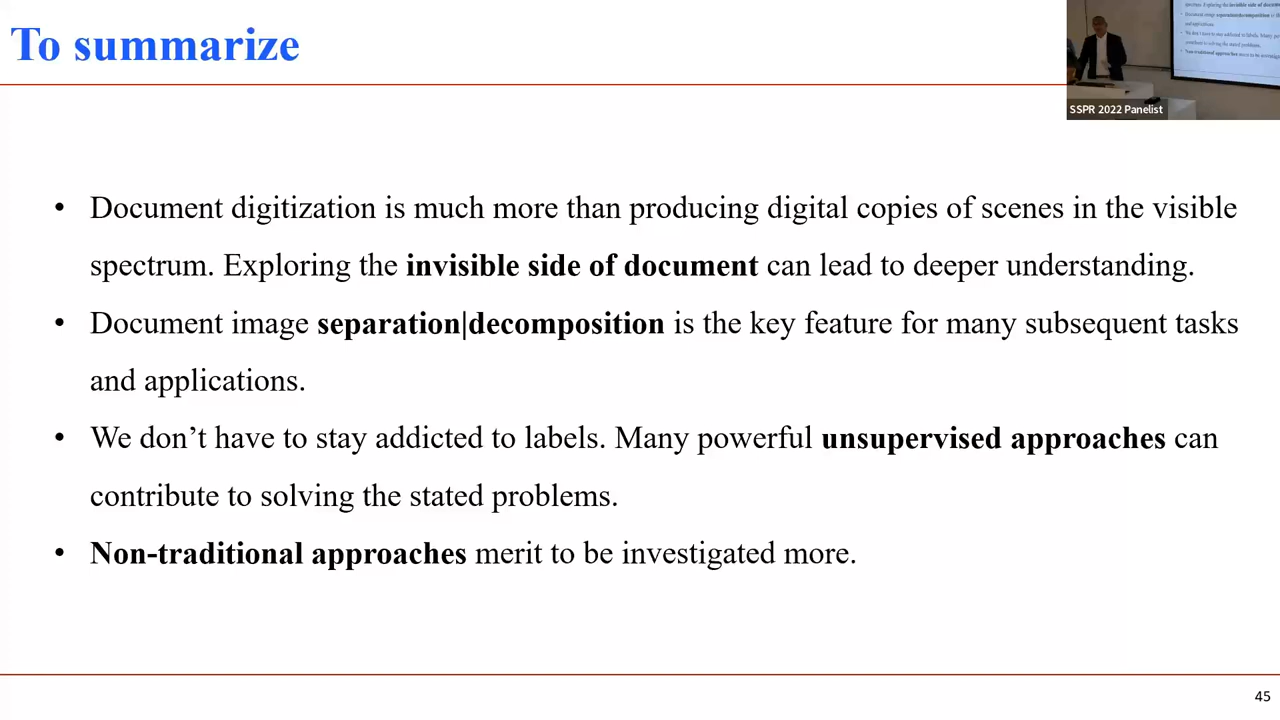 To summarize
SSPR 2022 Panelist
• Document digitization is much more than producing digital copies of scenes in the visible
spectrum. Exploring the invisible side of document can lead to deeper understanding.
• Document image separation|decomposition is the key feature for many subsequent tasks
and applications.
• We don’t have to stay addicted to labels. Many powerful unsupervised approaches can
contribute to solving the stated problems.
• Non-traditional approaches merit to be investigated more.
45